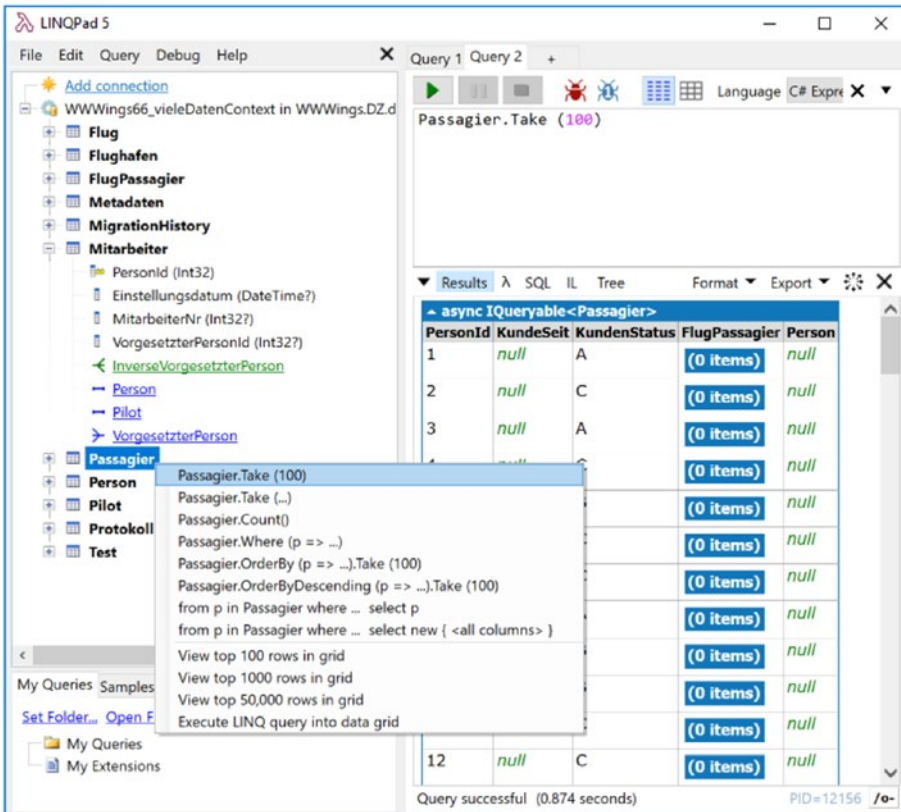 LINQPad 5
File Edit Query Debug Help
Add connection
WWWings66_vieleDatenContext in WWWings.DZ.d
Flug
Flughafen
FlugPassagier
Metadaten
MigrationHistory
Mitarbeiter
PersonId (Int32)
Einstellungsdatum (DateTime?)
MitarbeiterNr (Int32?)
VorgesetzterPersonId (Int32?)
InverseVorgesetzterPerson
Person
Pilot
VorgesetzterPerson
Passagier
Person
Pilot
Protokoll
Test
Passagier.Take (100)
Passagier.Take (...)
Passagier.Count()
Passagier.Where (p => ...)
Passagier.OrderBy (p => ...).Take (100)
Passagier.OrderByDescending (p => ...).Take (100)
from p in Passagier where ... select p
from p in Passagier where ... select new { <all columns> }
View top 100 rows in grid
View top 1000 rows in grid
View top 50,000 rows in grid
Execute LINQ query into data grid
My Queries Samples
Set Folder... Open F
My Queries
My Extensions
Query 1 Query 2 +
Language C# Expre
Passagier.Take (100)
Results λ SQL IL Tree Format Export
async IQueryable<Passagier>
PersonId KundeSeit KundenStatus FlugPassagier Person
1 null A (0 items) null
2 null C (0 items) null
3 null A (0 items) null
(0 items) null
(0 items) null
(0 items) null
(0 items) null
(0 items) null
(0 items) null
(0 items) null
(0 items) null
12 null C (0 items) null
Query successful (0.874 seconds) PID=12156 /o-